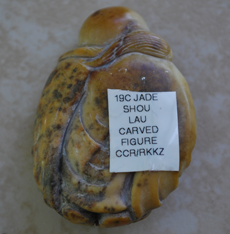 19C JADE
SHOU
LAU
CARVED
FIGURE
CCR/RKKZ